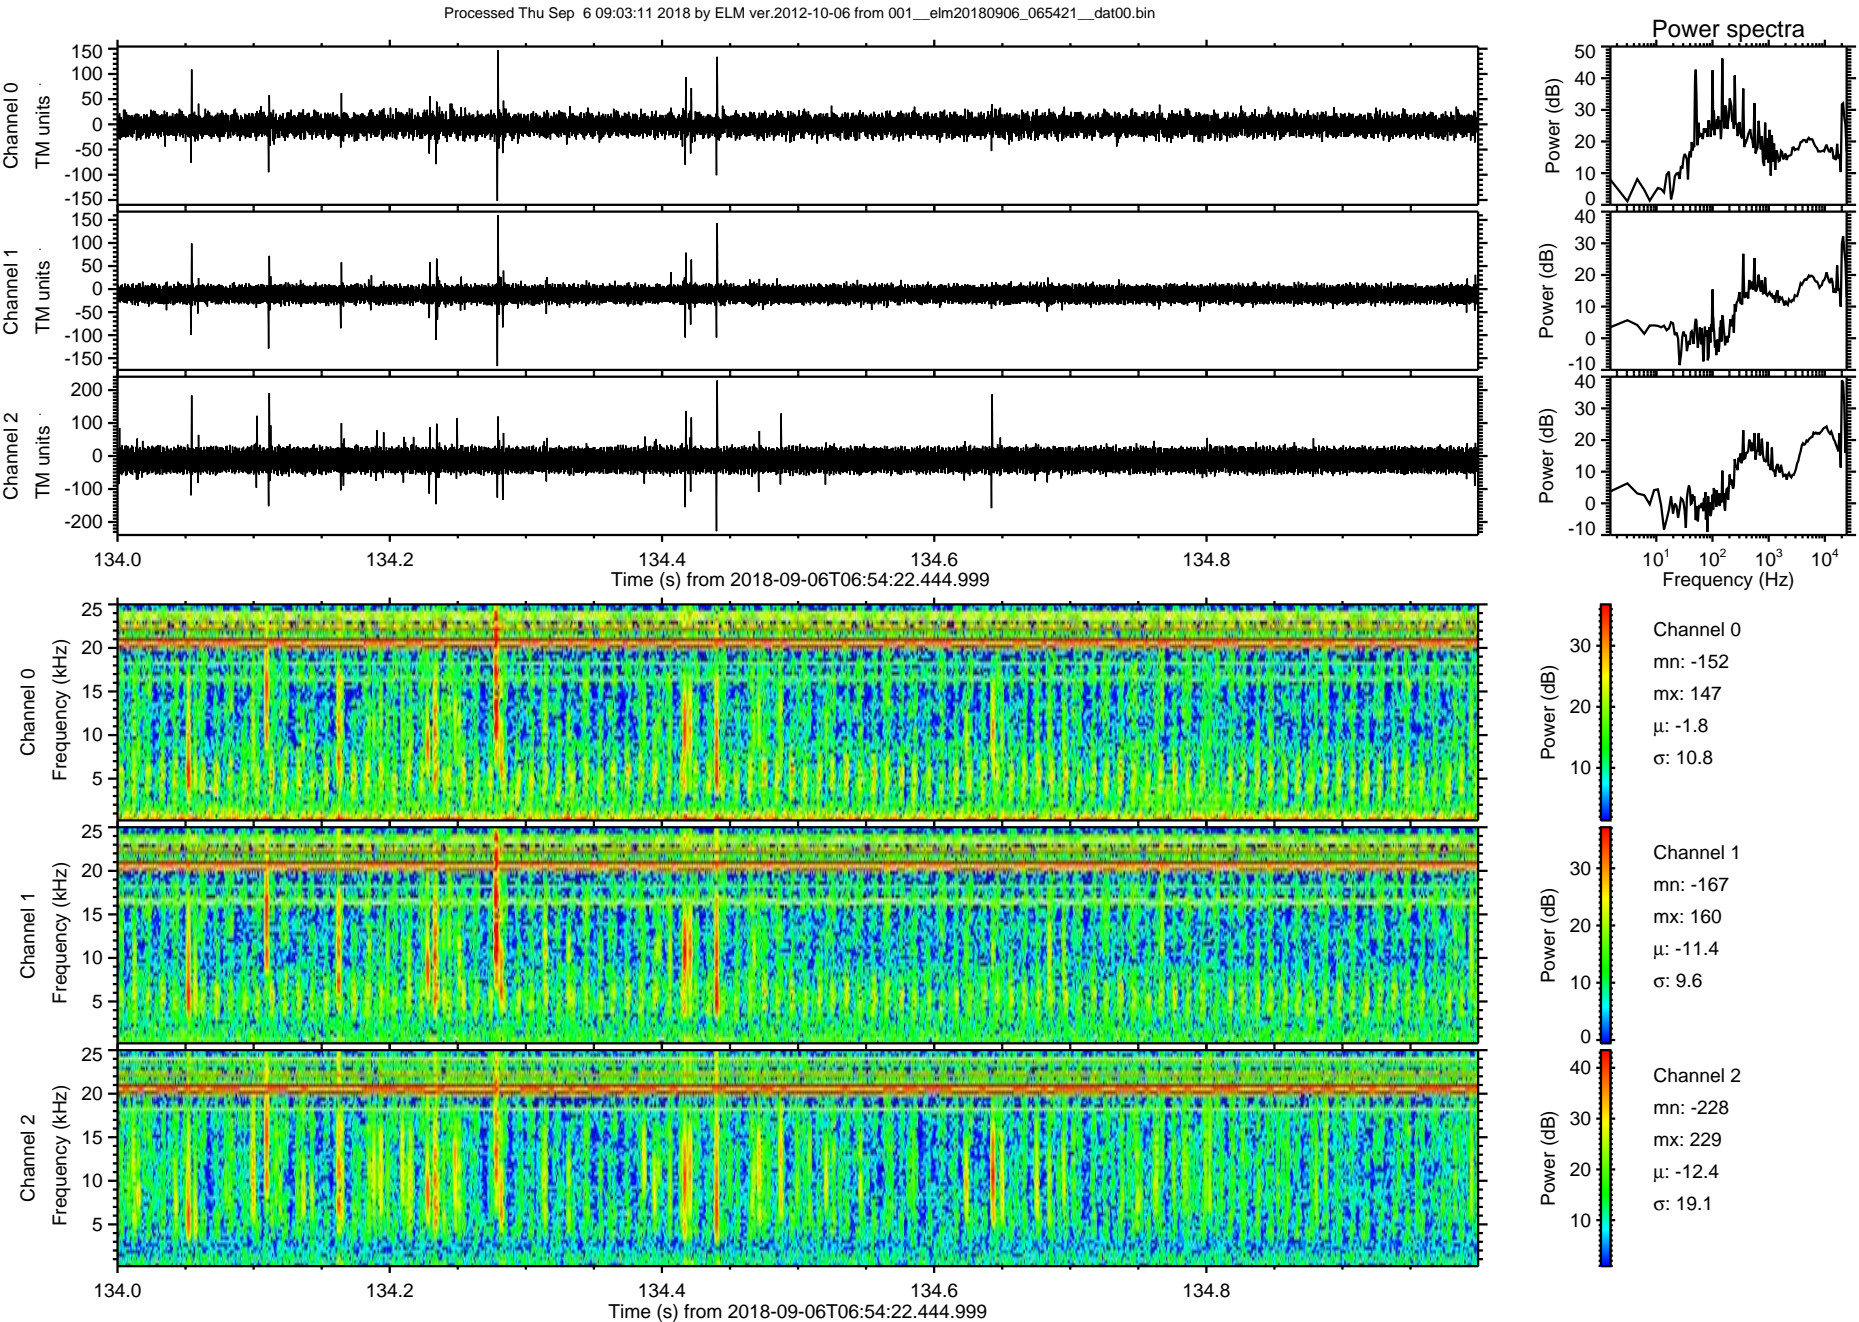 Processed Thu Sep  6 09:03:11 2018 by ELM ver.2012-10-06 from 001__elm20180906_065421__dat00.bin
Power spectra
Channel 0
TM units
150
100
50
0
-50
-100
-150
Power (dB)
50
40
30
20
10
0
Channel 1
TM units
150
100
50
0
-50
-100
-150
Power (dB)
40
30
20
10
0
-10
Channel 2
TM units
200
100
0
-100
-200
Power (dB)
40
30
20
10
0
-10
134.0 134.2 134.4 134.6 134.8
Time (s) from 2018-09-06T06:54:22.444.999
10¹ 10² 10³ 10⁴
Frequency (Hz)
Channel 0
Frequency (kHz)
25
20
15
10
5
Power (dB)
30
20
10
Channel 0
mn: -152
mx: 147
μ: -1.8
σ: 10.8
Channel 1
Frequency (kHz)
25
20
15
10
5
Power (dB)
30
20
10
0
Channel 1
mn: -167
mx: 160
μ: -11.4
σ: 9.6
Channel 2
Frequency (kHz)
25
20
15
10
5
Power (dB)
40
30
20
10
Channel 2
mn: -228
mx: 229
μ: -12.4
σ: 19.1
134.0 134.2 134.4 134.6 134.8
Time (s) from 2018-09-06T06:54:22.444.999